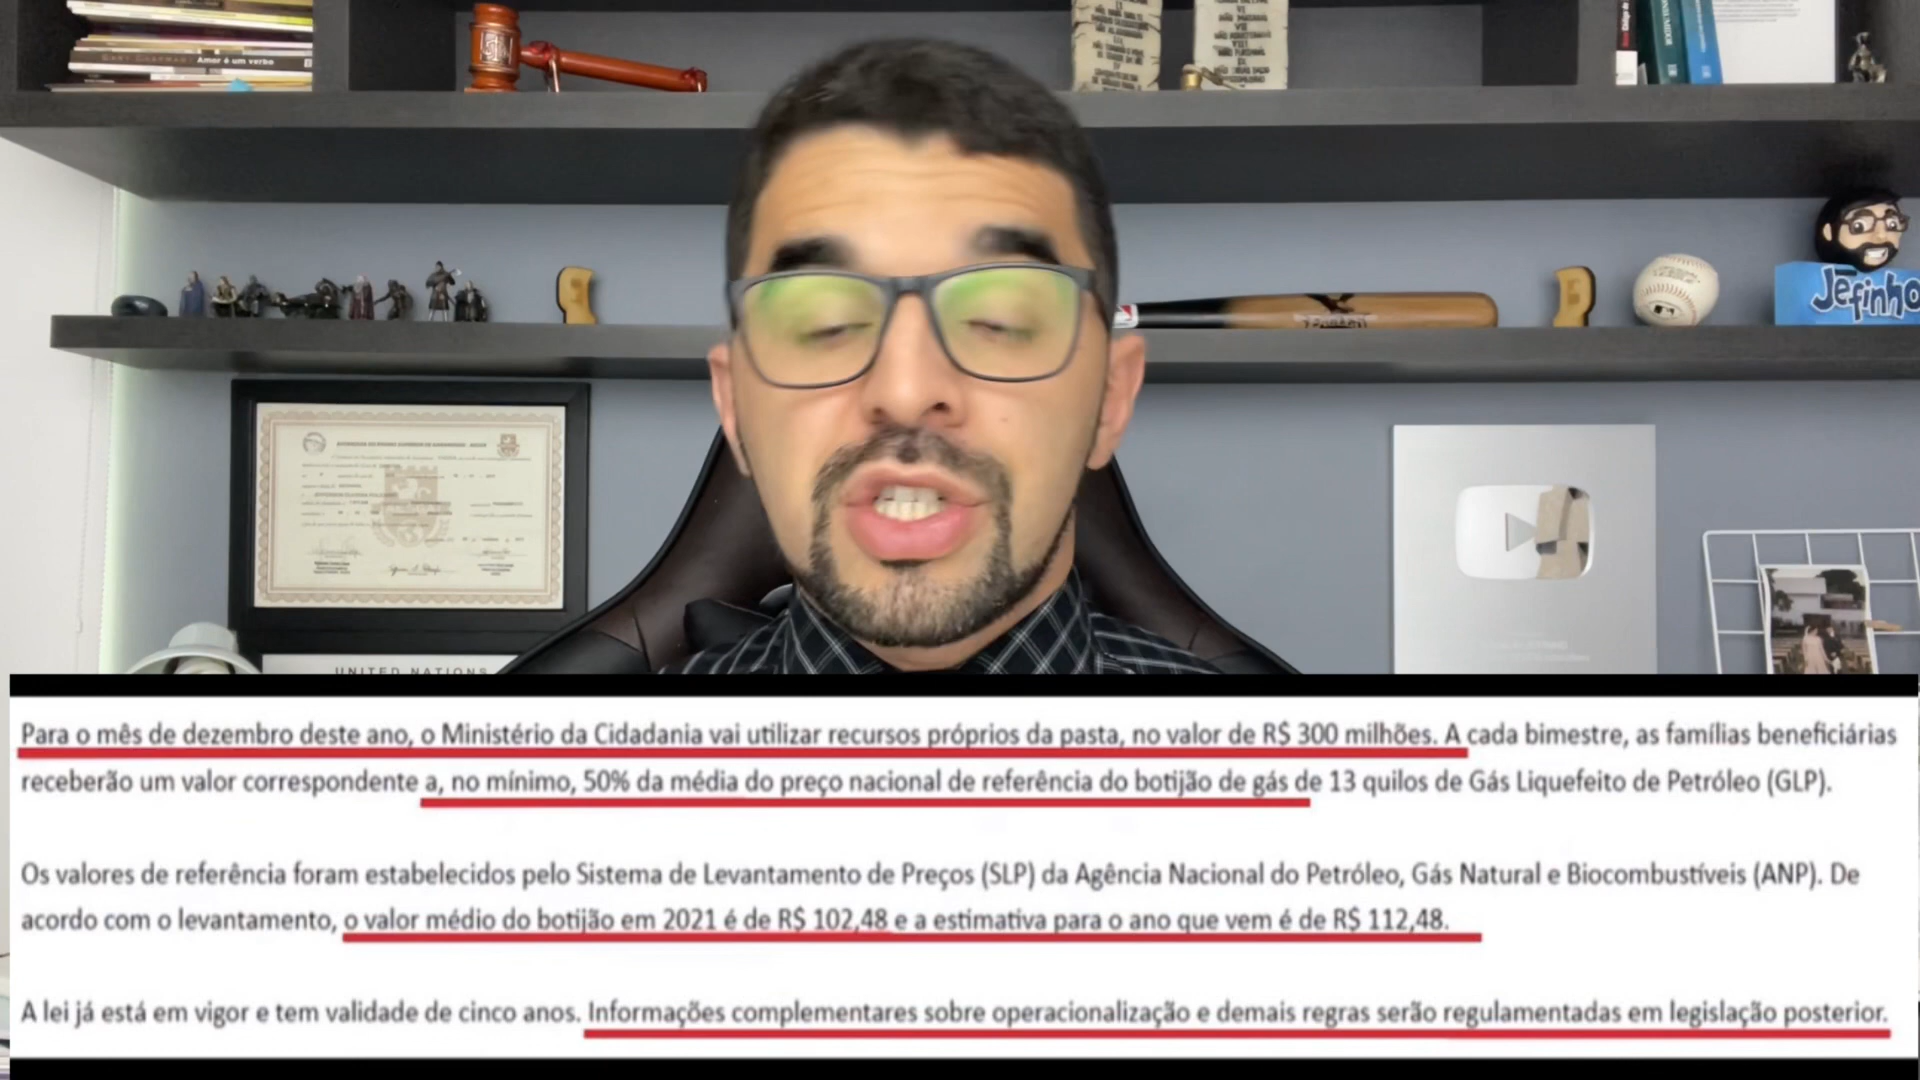 Amor é um verbo
Jefinho
UNITED NATIONS
Para o mês de dezembro deste ano, o Ministério da Cidadania vai utilizar recursos próprios da pasta, no valor de R$ 300 milhões. A cada bimestre, as famílias beneficiárias
receberão um valor correspondente a, no mínimo, 50% da média do preço nacional de referência do botijão de gás de 13 quilos de Gás Liquefeito de Petróleo (GLP).
Os valores de referência foram estabelecidos pelo Sistema de Levantamento de Preços (SLP) da Agência Nacional do Petróleo, Gás Natural e Biocombustíveis (ANP). De
acordo com o levantamento, o valor médio do botijão em 2021 é de R$ 102,48 e a estimativa para o ano que vem é de R$ 112,48.
A lei já está em vigor e tem validade de cinco anos. Informações complementares sobre operacionalização e demais regras serão regulamentadas em legislação posterior.